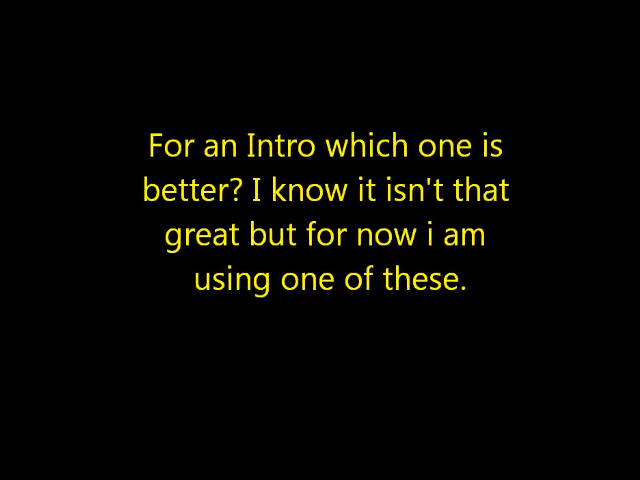 For an Intro which one is
better? I know it isn't that
great but for now i am
using one of these.